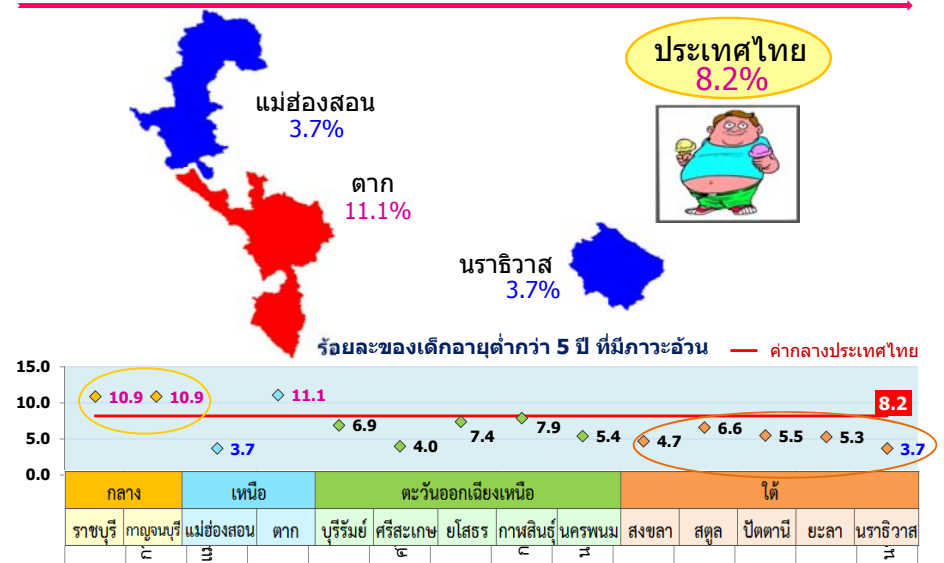 ประเทศไทย
8.2%
แม่ฮ่องสอน
3.7%
ตาก
11.1%
นราธิวาส
3.7%
ร้อยละของเด็กอายุต่ำกว่า 5 ปี ที่มีภาวะอ้วน
ค่ากลางประเทศไทย
15.0
10.0
5.0
0.0
10.9 10.9 3.7 11.1 6.9 4.0 7.4 7.9 5.4 4.7 6.6 5.5 5.3 3.7
8.2
กลาง เหนือ ตะวันออกเฉียงเหนือ ใต้
ราชบุรี กาญจนบุรี แม่ฮ่องสอน ตาก บุรีรัมย์ ศรีสะเกษ ยโสธร กาฬสินธุ์ นครพนม สงขลา สตูล ปัตตานี ยะลา นราธิวาส